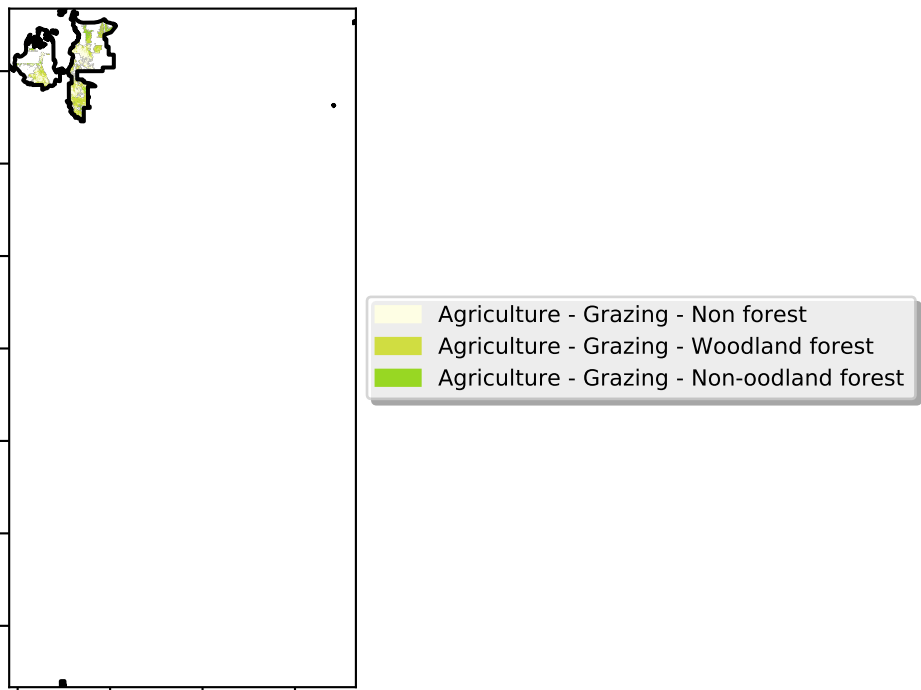 Agriculture - Grazing - Non forest
Agriculture - Grazing - Woodland forest
Agriculture - Grazing - Non-oodland forest